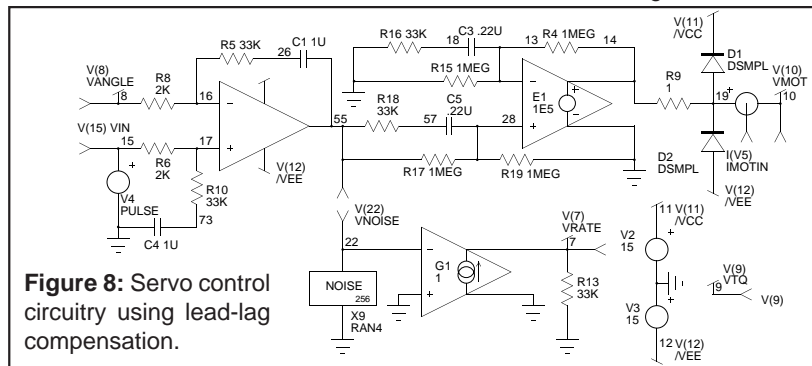 V(8)
VANGLE
8
R8
2K
R5 33K
26
C1 1U
16
V(15) VIN
15
R6
2K
17
R10
33K
V4
PULSE
73
C4 1U
V(12)
/VEE
55
R16 33K
18
C3 .22U
13
R4 1MEG
14
R15 1MEG
R18
33K
C5
.22U
57
28
E1
1E5
R17 1MEG
R19 1MEG
R9
1
V(11)
/VCC
D1
DSMPL
V(10)
VMOT
19
10
D2
DSMPL
I(V5)
IMOTIN
V(12)
/VEE
V(22)
VNOISE
22
NOISE
256
X9
RAN4
G1
1
V(7)
VRATE
7
R13
33K
11
V(11)
/VCC
V2
15
V3
15
12
V(12)
/VEE
V(9)
VTQ
9
V(9)
Figure 8: Servo control
circuitry using lead-lag
compensation.